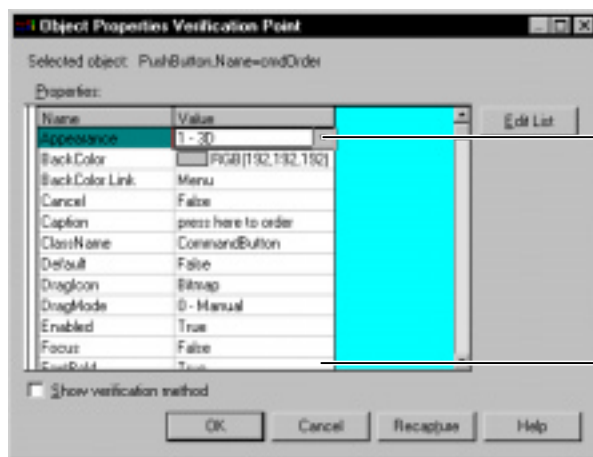 Object Properties Verification Point
Selected object: PushButton,Name=cmdOrder
Properties:
Name Value
Appearance 1 - 3D
BackColor RGB(192,192,192)
BackColor Link Menu
Cancel False
Caption press here to order
ClassName CommandButton
Default False
DragIcon Bitmap
DragMode 0 - Manual
Enabled True
Focus False
FontBold True
Edit List
Show verification method
OK Cancel Recapture Help